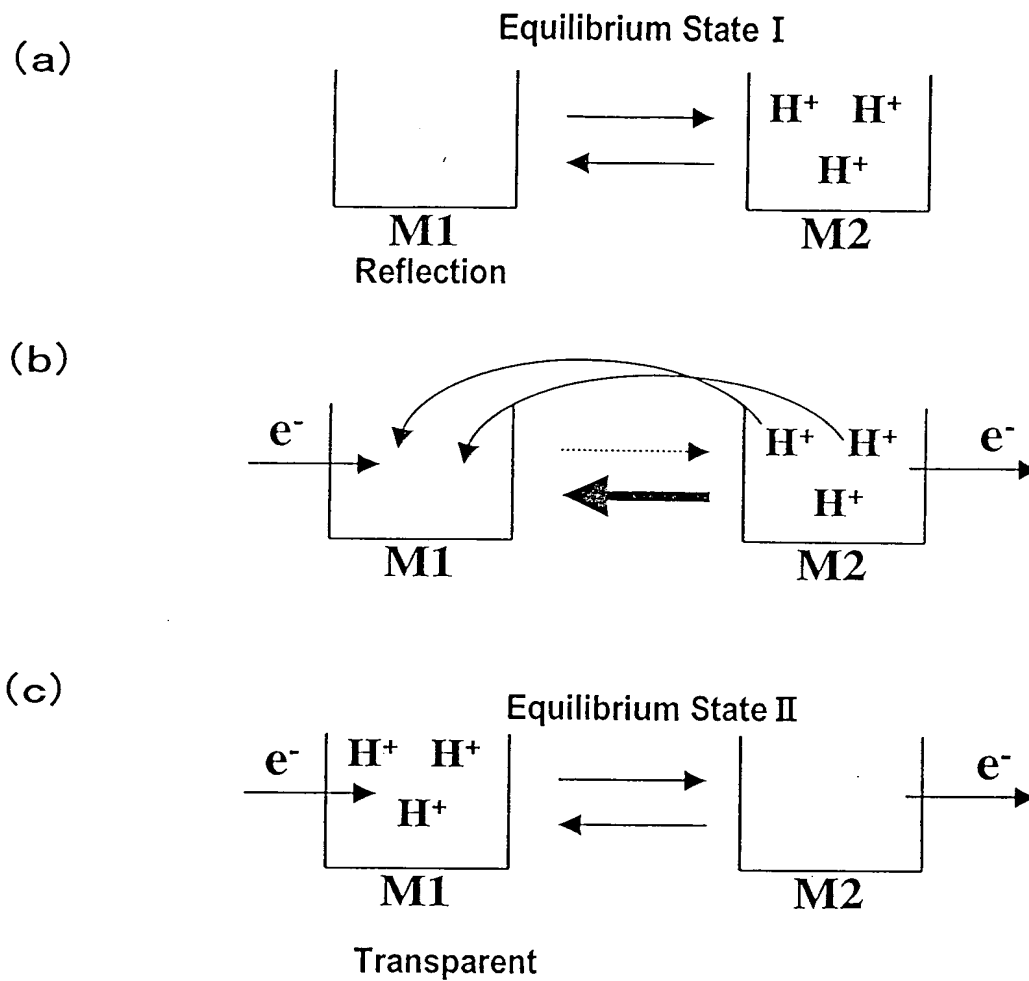 (a)
Equilibrium State I
H⁺ H⁺
H⁺
M1
M2
Reflection
(b)
e⁻
H⁺ H⁺
e⁻
H⁺
M1
M2
(c)
Equilibrium State II
e⁻
H⁺ H⁺
e⁻
H⁺
M1
M2
Transparent